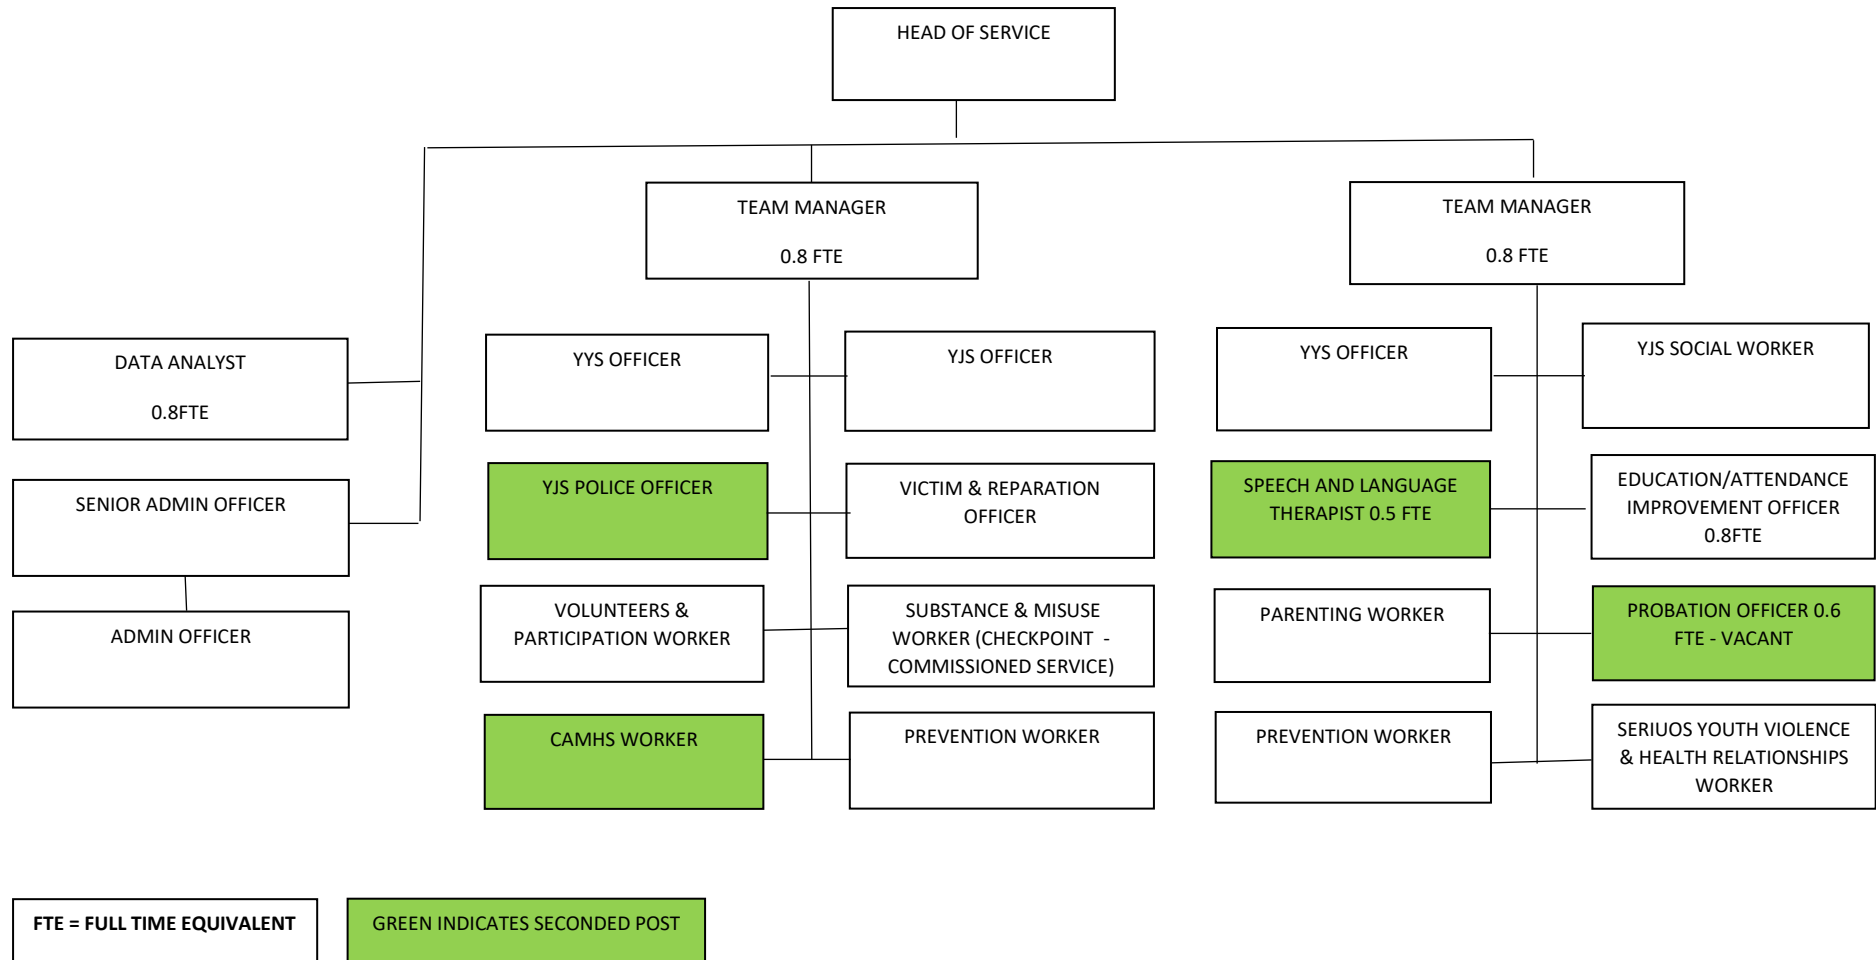 HEAD OF SERVICE
TEAM MANAGER
0.8 FTE
TEAM MANAGER
0.8 FTE
DATA ANALYST
0.8FTE
SENIOR ADMIN OFFICER
ADMIN OFFICER
YYS OFFICER
YJS OFFICER
YJS POLICE OFFICER
VICTIM & REPARATION
OFFICER
VOLUNTEERS &
PARTICIPATION WORKER
SUBSTANCE & MISUSE
WORKER (CHECKPOINT -
COMMISSIONED SERVICE)
CAMHS WORKER
PREVENTION WORKER
YYS OFFICER
YJS SOCIAL WORKER
SPEECH AND LANGUAGE
THERAPIST 0.5 FTE
EDUCATION/ATTENDANCE
IMPROVEMENT OFFICER
0.8FTE
PARENTING WORKER
PROBATION OFFICER 0.6
FTE - VACANT
PREVENTION WORKER
SERIUOS YOUTH VIOLENCE
& HEALTH RELATIONSHIPS
WORKER
FTE = FULL TIME EQUIVALENT
GREEN INDICATES SECONDED POST